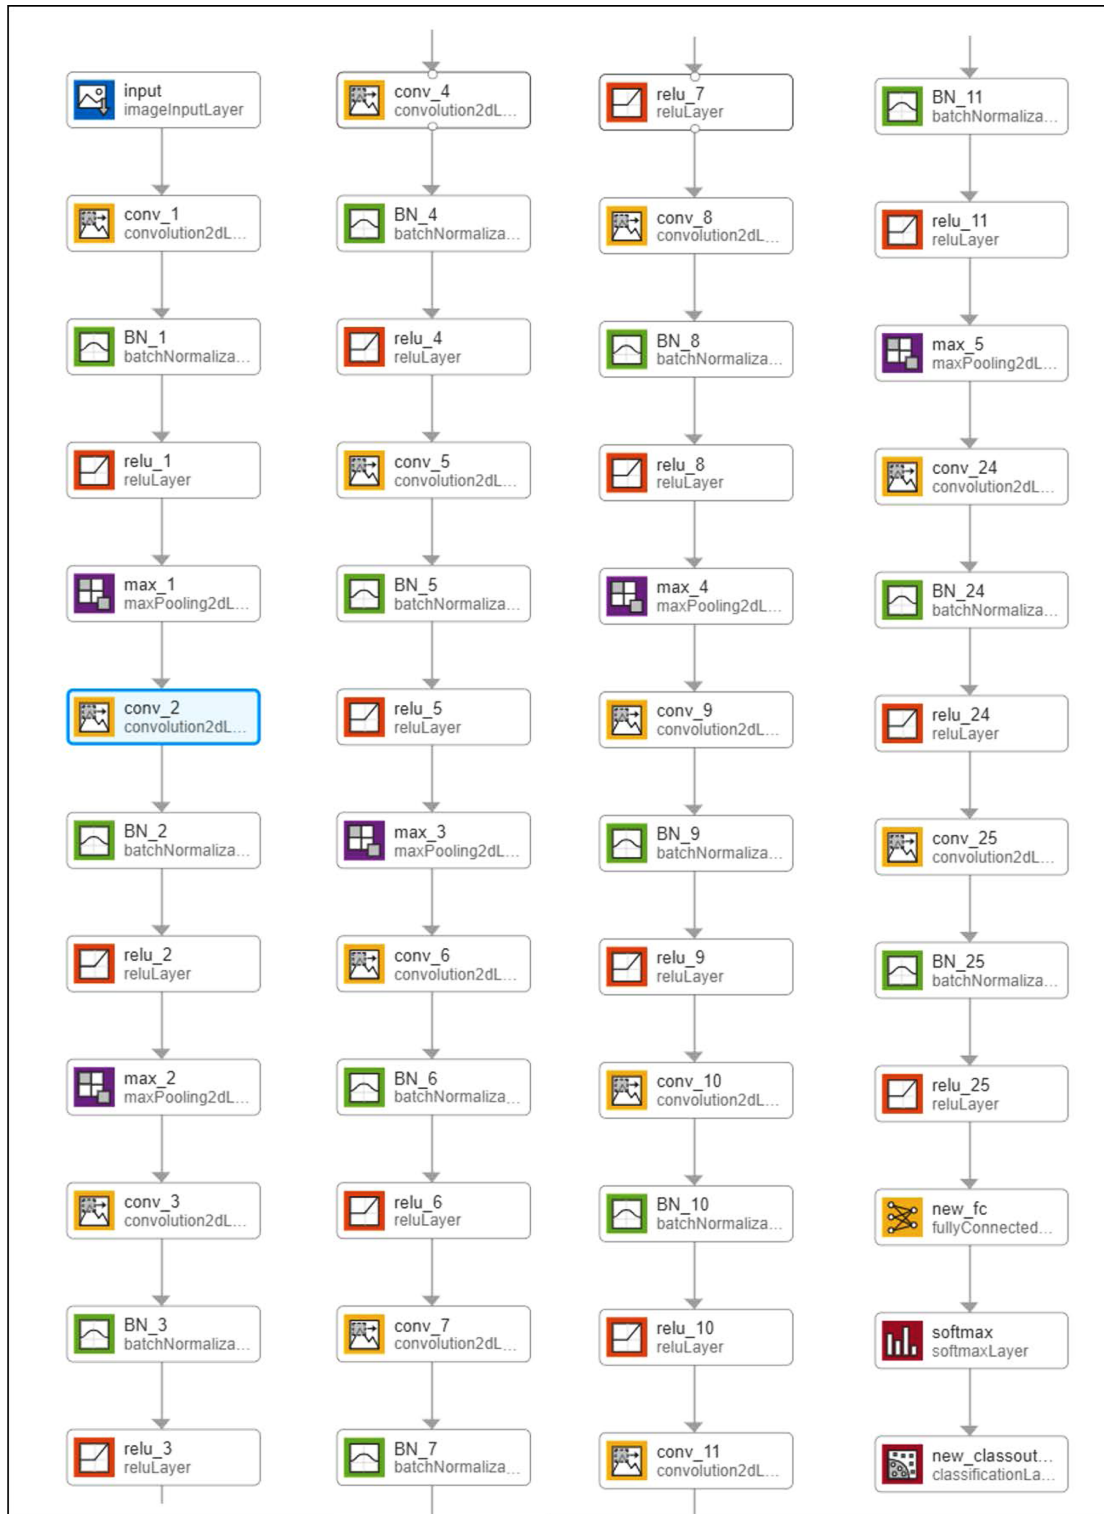 input
imageInputLayer
conv_1
convolution2dL...
BN_1
batchNormaliza...
relu_1
reluLayer
max_1
maxPooling2dL...
conv_2
convolution2dL...
BN_2
batchNormaliza...
relu_2
reluLayer
max_2
maxPooling2dL...
conv_3
convolution2dL...
BN_3
batchNormaliza...
relu_3
reluLayer
conv_4
convolution2dL...
BN_4
batchNormaliza...
relu_4
reluLayer
conv_5
convolution2dL...
BN_5
batchNormaliza...
relu_5
reluLayer
max_3
maxPooling2dL...
conv_6
convolution2dL...
BN_6
batchNormaliza...
relu_6
reluLayer
conv_7
convolution2dL...
BN_7
batchNormaliza...
relu_7
reluLayer
conv_8
convolution2dL...
BN_8
batchNormaliza...
relu_8
reluLayer
max_4
maxPooling2dL...
conv_9
convolution2dL...
BN_9
batchNormaliza...
relu_9
reluLayer
conv_10
convolution2dL...
BN_10
batchNormaliza...
relu_10
reluLayer
conv_11
convolution2dL...
BN_11
batchNormaliza...
relu_11
reluLayer
max_5
maxPooling2dL...
conv_24
convolution2dL...
BN_24
batchNormaliza...
relu_24
reluLayer
conv_25
convolution2dL...
BN_25
batchNormaliza...
relu_25
reluLayer
new_fc
fullyConnected...
softmax
softmaxLayer
new_classout...
classificationLa...